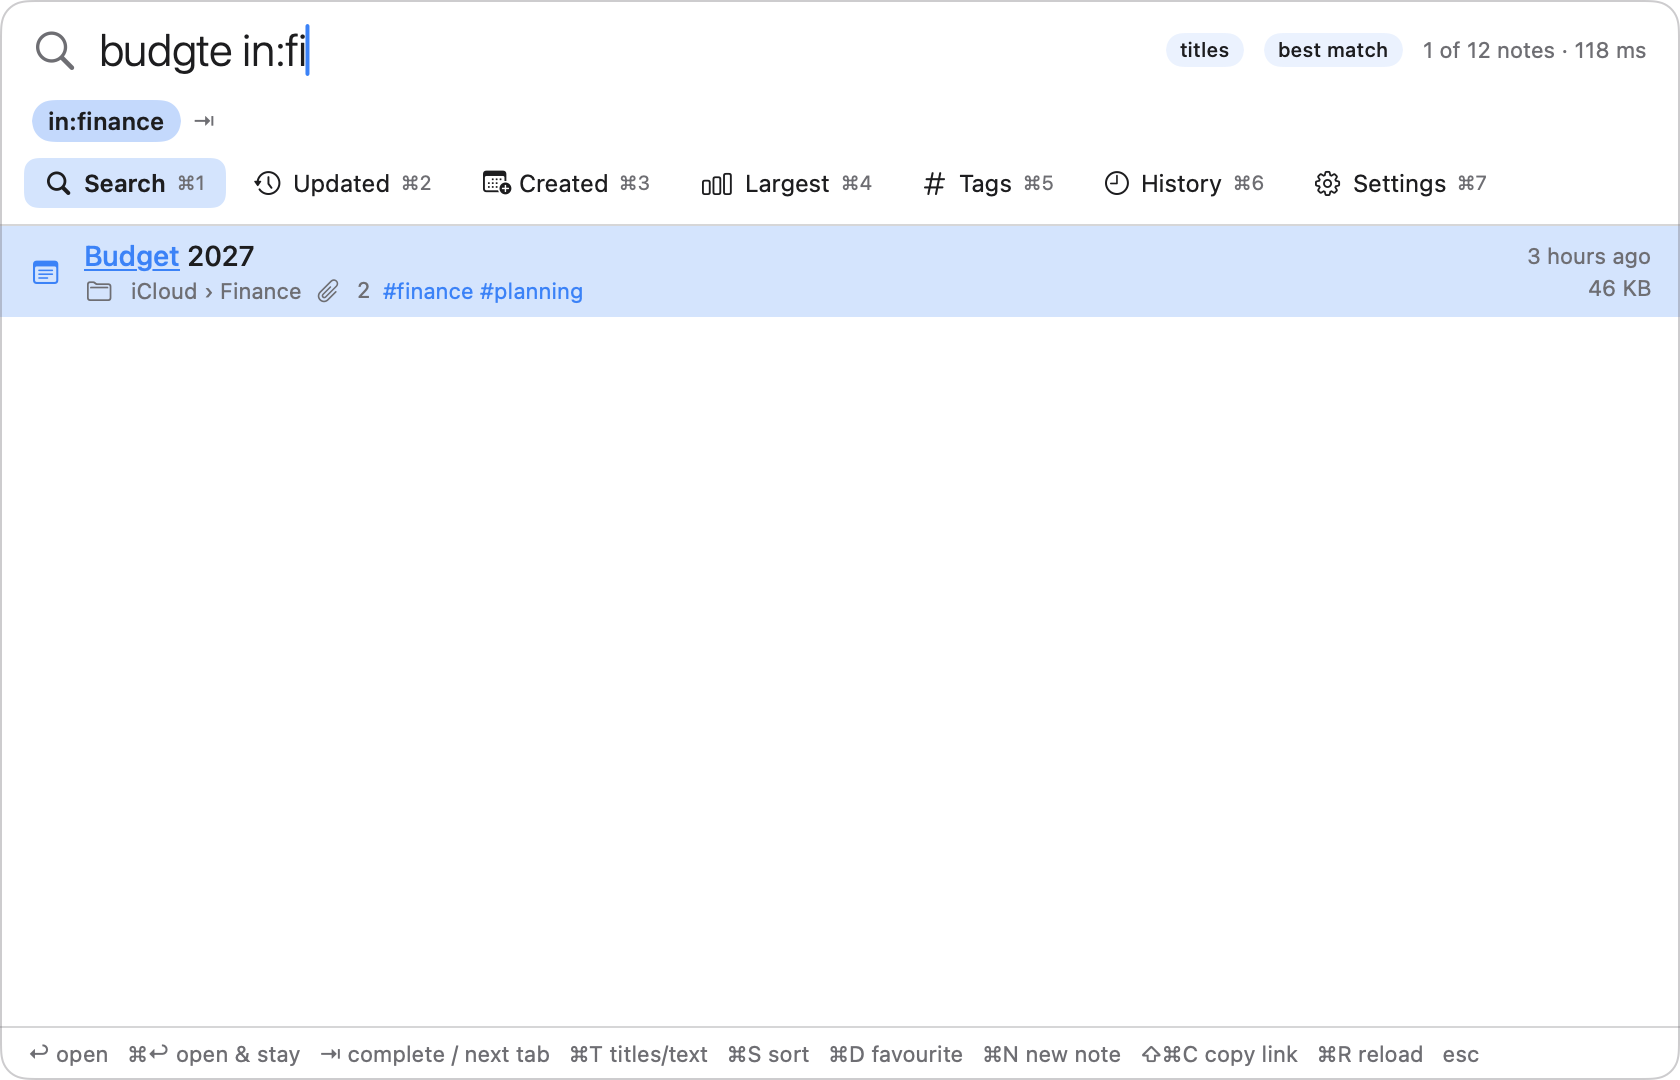 budgte in:fi
titles best match 1 of 12 notes · 118 ms
in:finance ⇥
Search ⌘1 Updated ⌘2 Created ⌘3 Largest ⌘4 # Tags ⌘5 History ⌘6 Settings ⌘7
Budget 2027 3 hours ago
iCloud › Finance 2 #finance #planning 46 KB
↩ open ⌘↩ open & stay ⇥ complete / next tab ⌘T titles/text ⌘S sort ⌘D favourite ⌘N new note ⇧⌘C copy link ⌘R reload esc